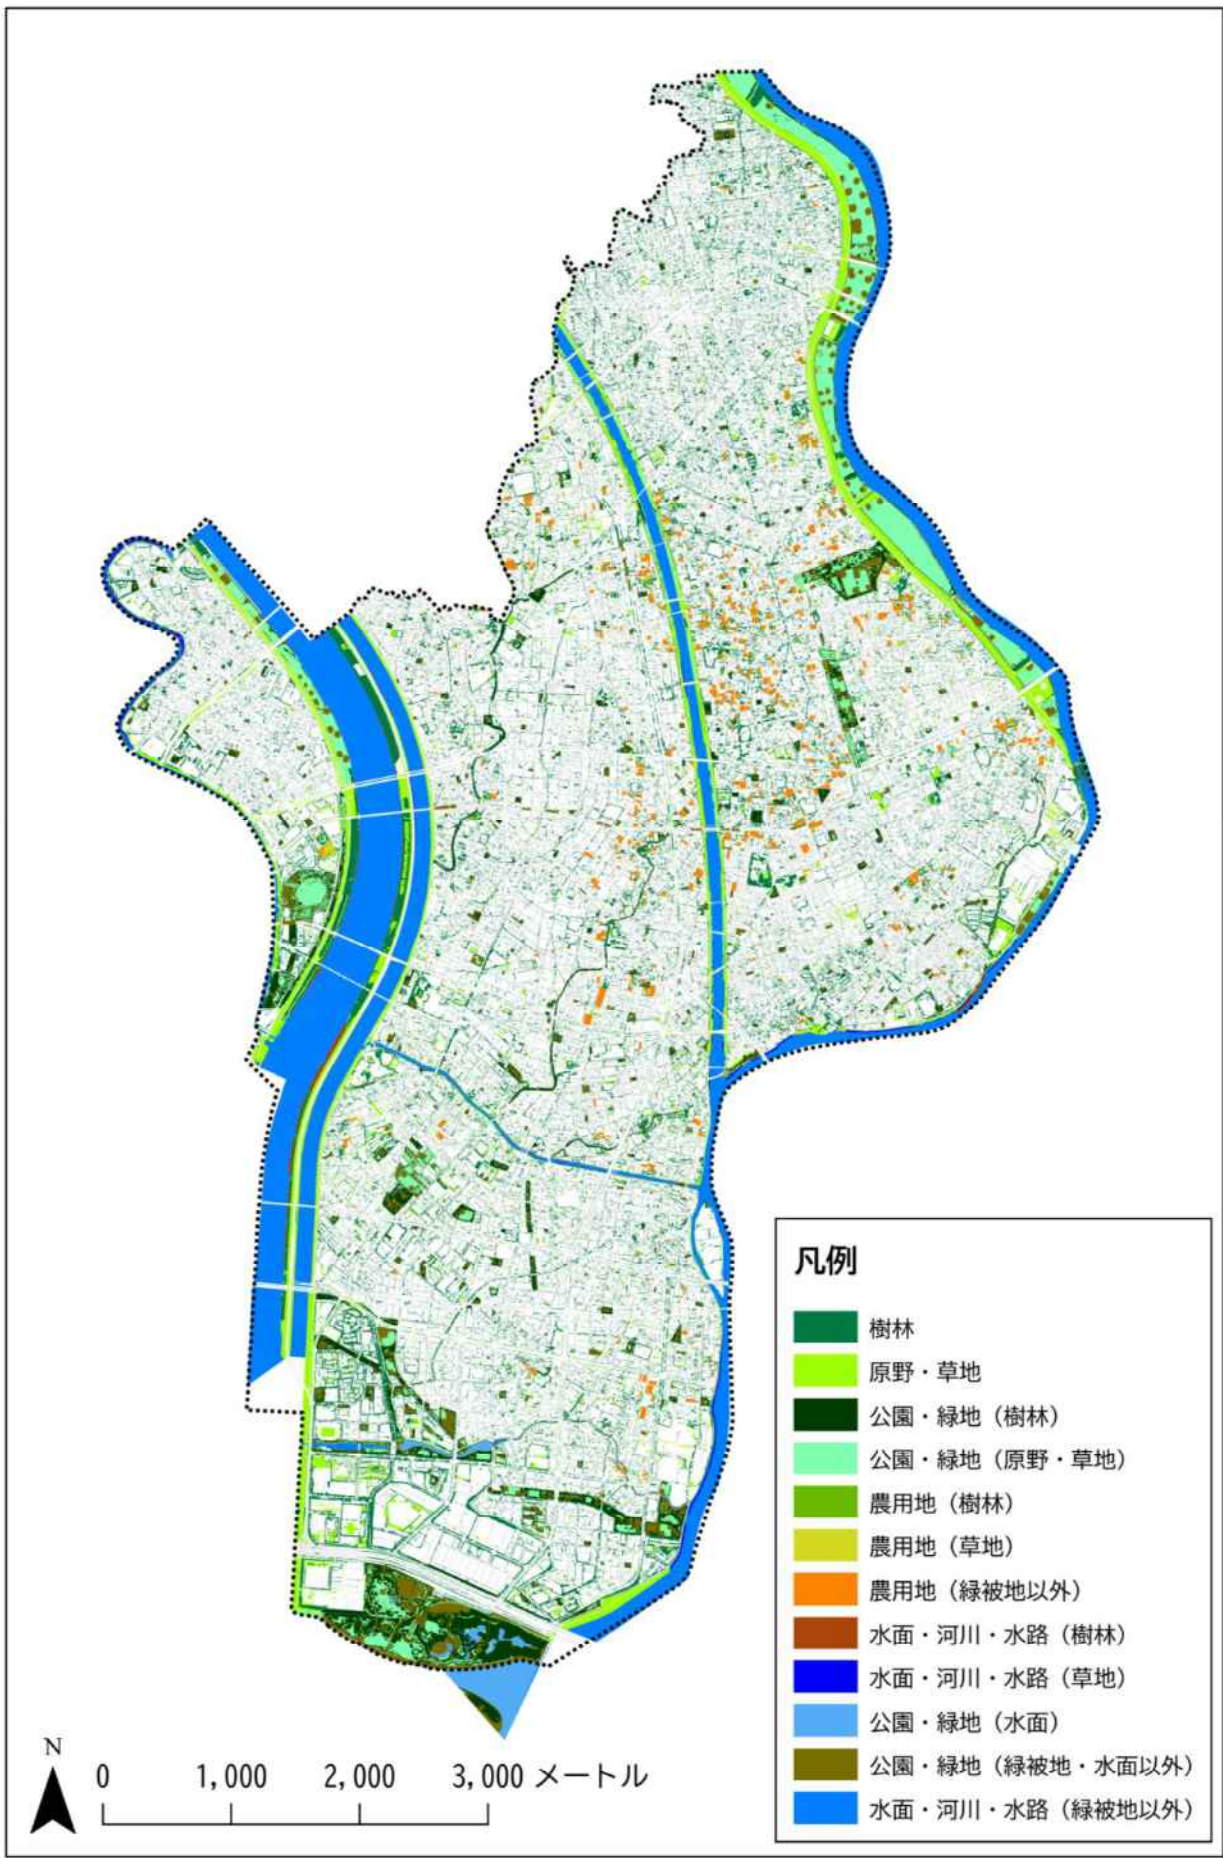 凡例
樹林
原野・草地
公園・緑地（樹林）
公園・緑地（原野・草地）
農用地（樹林）
農用地（草地）
農用地（緑被地以外）
水面・河川・水路（樹林）
水面・河川・水路（草地）
公園・緑地（水面）
公園・緑地（緑被地・水面以外）
水面・河川・水路（緑被地以外）
N
0 1,000 2,000 3,000 メートル